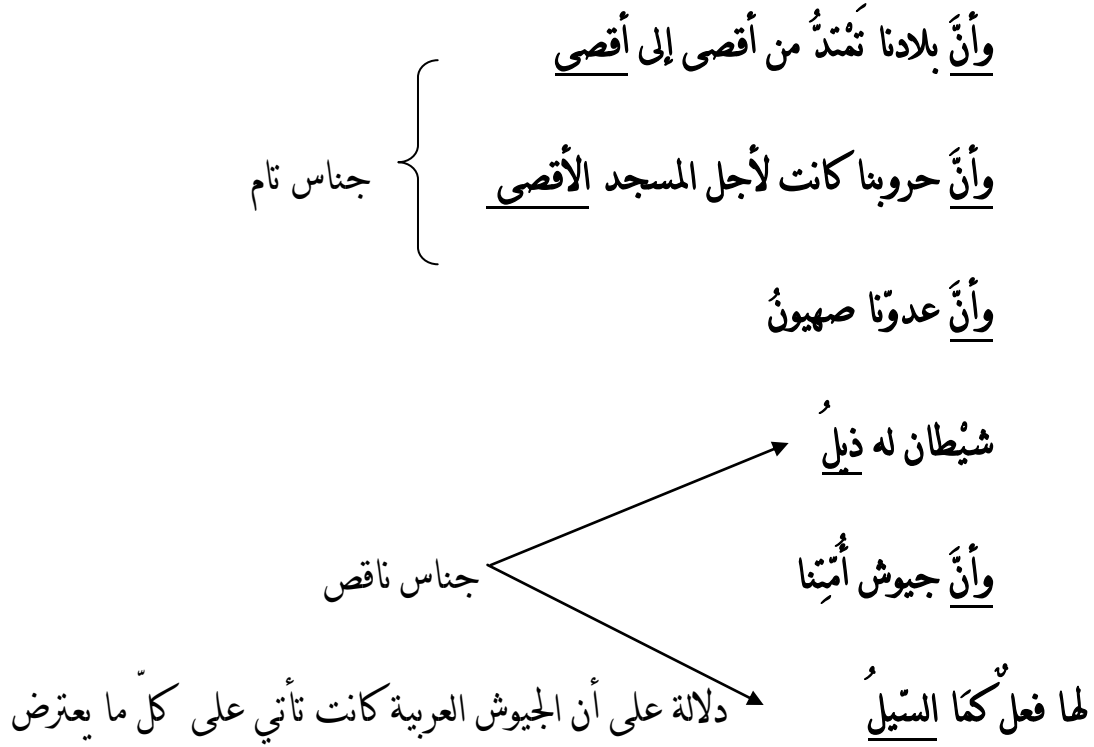 وأنَّ بلادنا تَمْتدُّ من أقصى إلى أقصى
وأنَّ حروبنا كانت لأجل المسجد الأقصى
جناس تام
وأنَّ عدوّنا صهيونُ
شيْطان له ذيلُ
وأنَّ جيوش أُمّتِنا
جناس ناقص
لها فعلٌ كمَا السّيلُ
دلالة على أن الجيوش العربية كانت تأتي على كلّ ما يعترض